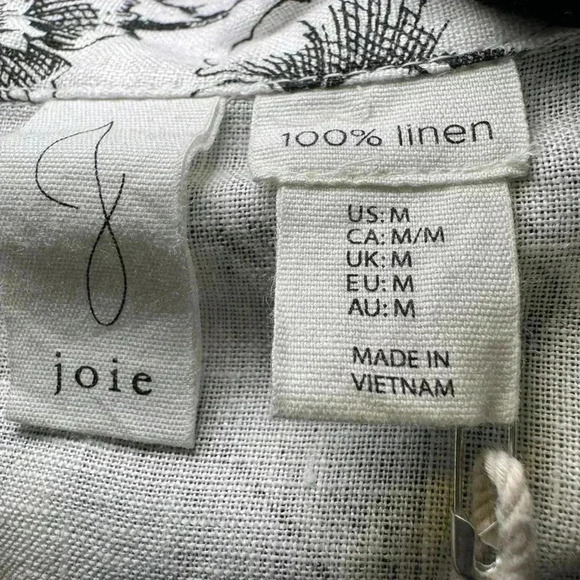 joie
100% linen
US: M
CA: M/M
UK: M
EU: M
AU: M
MADE IN
VIETNAM